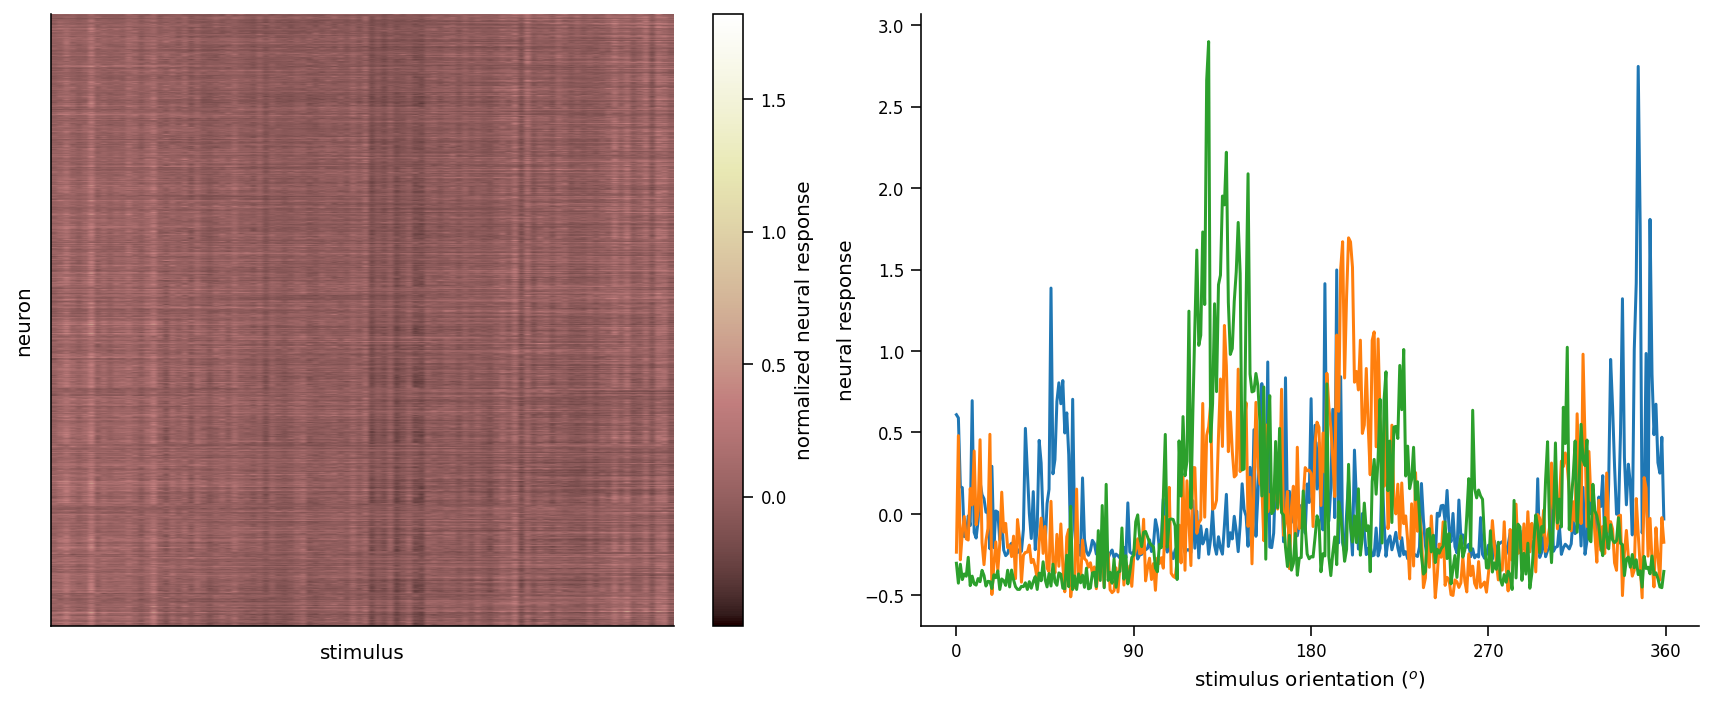 neuron
stimulus
1.5
1.0
0.5
0.0
normalized neural response
3.0
2.5
2.0
1.5
1.0
0.5
0.0
−0.5
neural response
0 90 180 270 360
stimulus orientation (o)